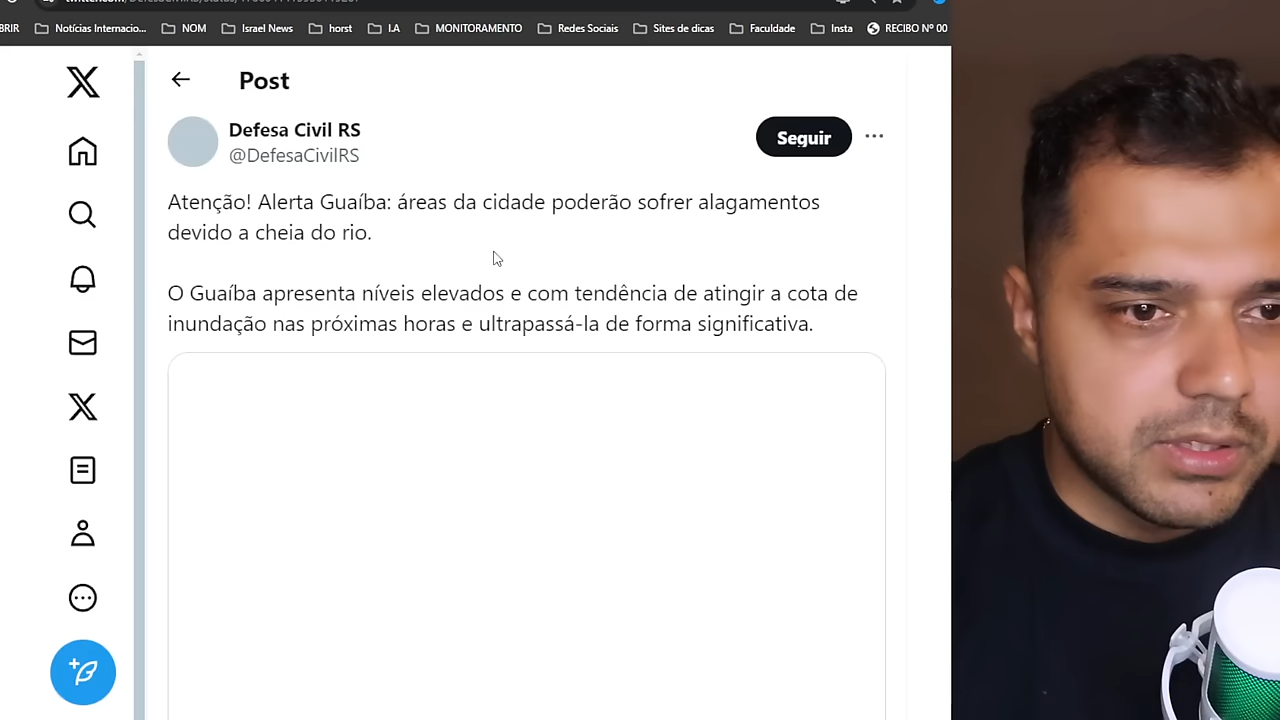 BRIR
Notícias Internacio...
NOM
Israel News
horst
I.A
MONITORAMENTO
Redes Sociais
Sites de dicas
Faculdade
Insta
RECIBO Nº 00
Post
Defesa Civil RS
@DefesaCivilRS
Seguir
Atenção! Alerta Guaíba: áreas da cidade poderão sofrer alagamentos
devido a cheia do rio.
O Guaíba apresenta níveis elevados e com tendência de atingir a cota de
inundação nas próximas horas e ultrapassá-la de forma significativa.